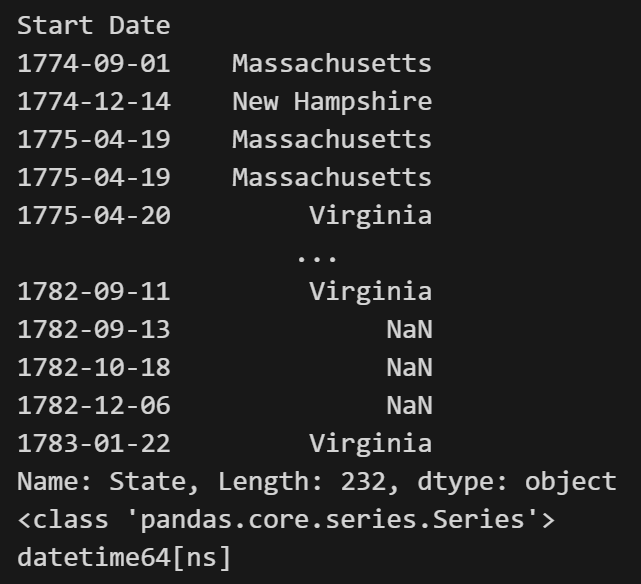 Start Date
1774-09-01    Massachusetts
1774-12-14    New Hampshire
1775-04-19    Massachusetts
1775-04-19    Massachusetts
1775-04-20         Virginia
                  ...
1782-09-11         Virginia
1782-09-13              NaN
1782-10-18              NaN
1782-12-06              NaN
1783-01-22         Virginia
Name: State, Length: 232, dtype: object
<class 'pandas.core.series.Series'>
datetime64[ns]